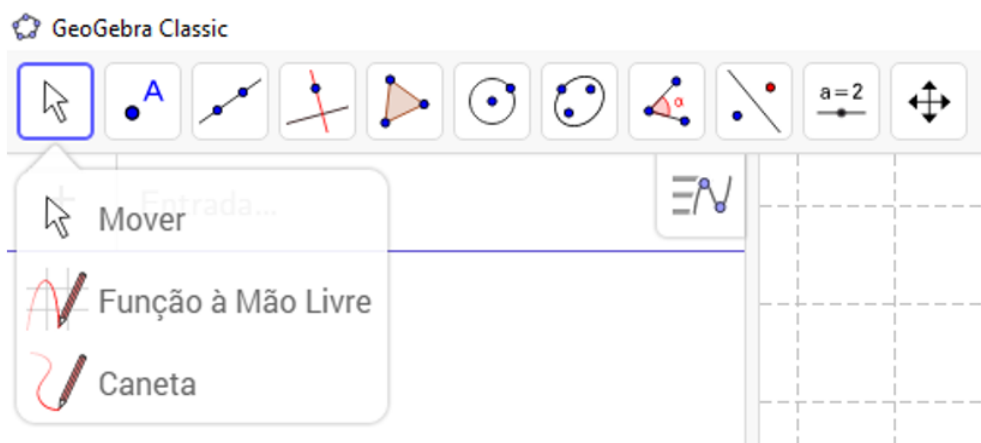 GeoGebra Classic
A
α
a=2
Entrada...
Mover
Função à Mão Livre
Caneta